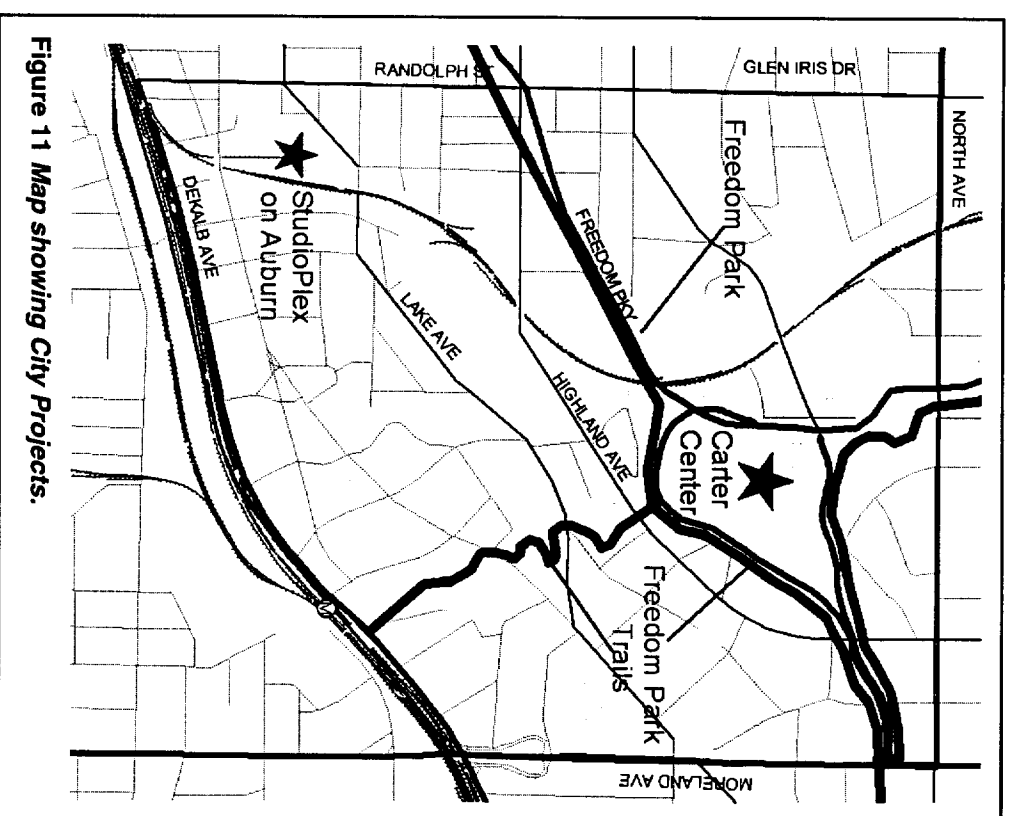 NORTH AVE
GLEN IRIS DR
RANDOLPH ST
Freedom Park
FREEDOM PKY
StudioPlex
on Auburn
DEKALB AVE
LAKE AVE
HIGHLAND AVE
Carter
Center
Freedom Park
Trails
MORELAND AVE
Figure 11 Map showing City Projects.